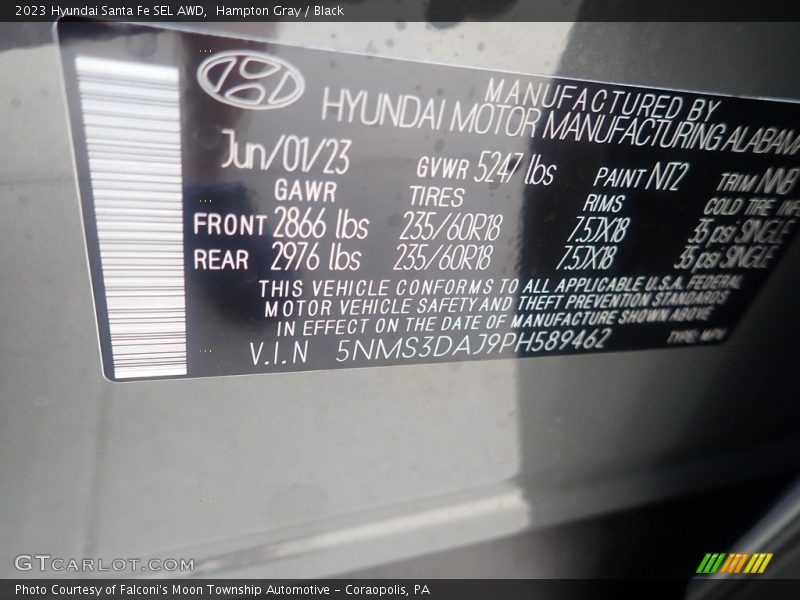 2023 Hyundai Santa Fe SEL AWD, Hampton Gray / Black
MANUFACTURED BY
HYUNDAI MOTOR MANUFACTURING ALABAMA
Jun/01/23 GVWR 5247 lbs PAINT NT2 TRIM NNB
GAWR TIRES RIMS COLD TIRE INF
FRONT 2866 lbs 235/60R18 7.5JX18 35 psi SINGLE
REAR 2976 lbs 235/60R18 7.5JX18 35 psi SINGLE
THIS VEHICLE CONFORMS TO ALL APPLICABLE U.S.A. FEDERAL
MOTOR VEHICLE SAFETY AND THEFT PREVENTION STANDARDS
IN EFFECT ON THE DATE OF MANUFACTURE SHOWN ABOVE
V.I.N 5NMS3DAJ9PH589462 TYPE: MPV
GTCARLOT.COM
Photo Courtesy of Falconi's Moon Township Automotive - Coraopolis, PA